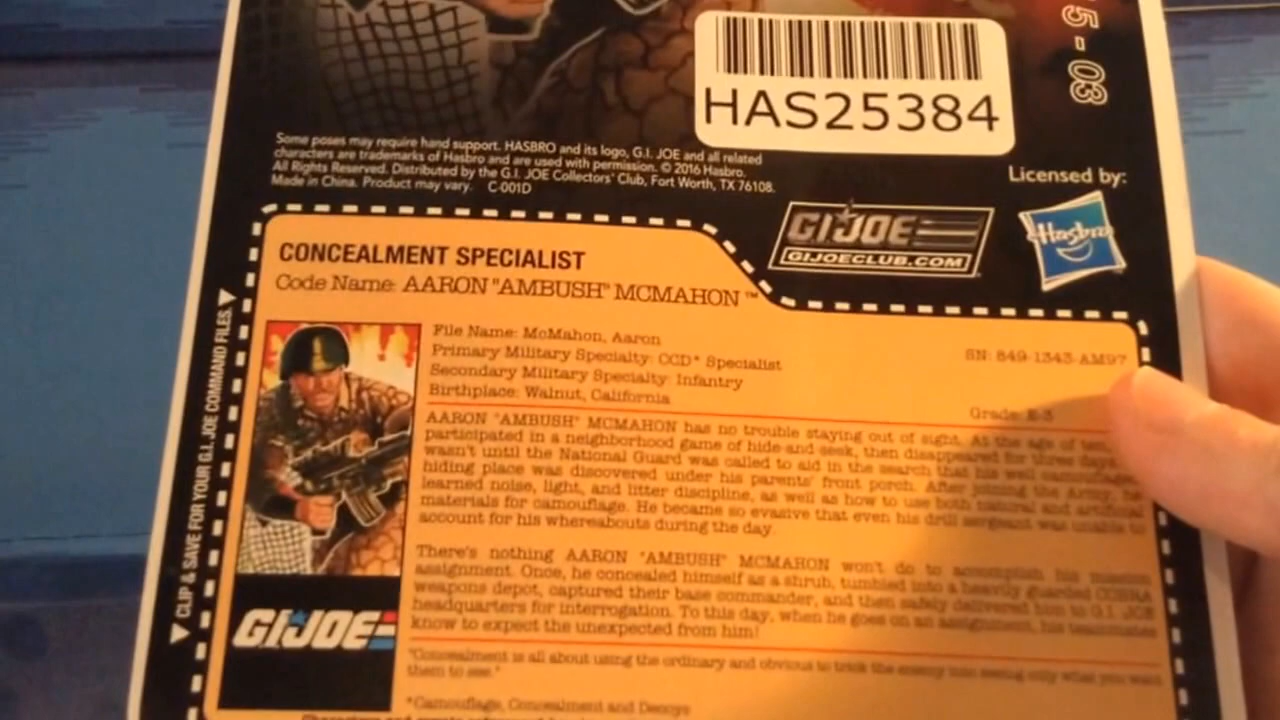 5-03
HAS25384
Some poses may require hand support. HASBRO and its logo, G.I. JOE and all related
characters are trademarks of Hasbro and are used with permission. © 2016 Hasbro.
All Rights Reserved. Distributed by the G.I. JOE Collectors' Club, Fort Worth, TX 76108.
Made in China. Product may vary. C-001D
Licensed by:
Hasbro
GIJOE
GIJOECLUB.COM
CONCEALMENT SPECIALIST
Code Name: AARON "AMBUSH" MCMAHON ™
▼ CLIP & SAVE FOR YOUR G.I. JOE COMMAND FILES. ▼
File Name: McMahon, Aaron
SN: 849-1343-AM97
Primary Military Specialty: CCD* Specialist
Secondary Military Specialty: Infantry
Birthplace: Walnut, California
Grade: E-3
AARON "AMBUSH" MCMAHON has no trouble staying out of sight. At the age of ten,
participated in a neighborhood game of hide and seek, then disappeared for three days.
wasn't until the National Guard was called to aid in the search that his well camouflaged
hiding place was discovered under his parents' front porch. After joining the Army, he
learned noise, light, and litter discipline, as well as how to use both natural and artificial
materials for camouflage. He became so evasive that even his drill sergeant was unable to
account for his whereabouts during the day.
There's nothing AARON "AMBUSH" MCMAHON won't do to accomplish his mission
assignment. Once, he concealed himself as a shrub, tumbled into a heavily guarded COBRA
weapons depot, captured their base commander, and then safely delivered him to G.I. JOE
headquarters for interrogation. To this day, when he goes on an assignment, his teammates
know to expect the unexpected from him!
GIJOE
"Concealment is all about using the ordinary and obvious to trick the enemy into seeing only what you want
them to see."
*Camouflage, Concealment and Decoys